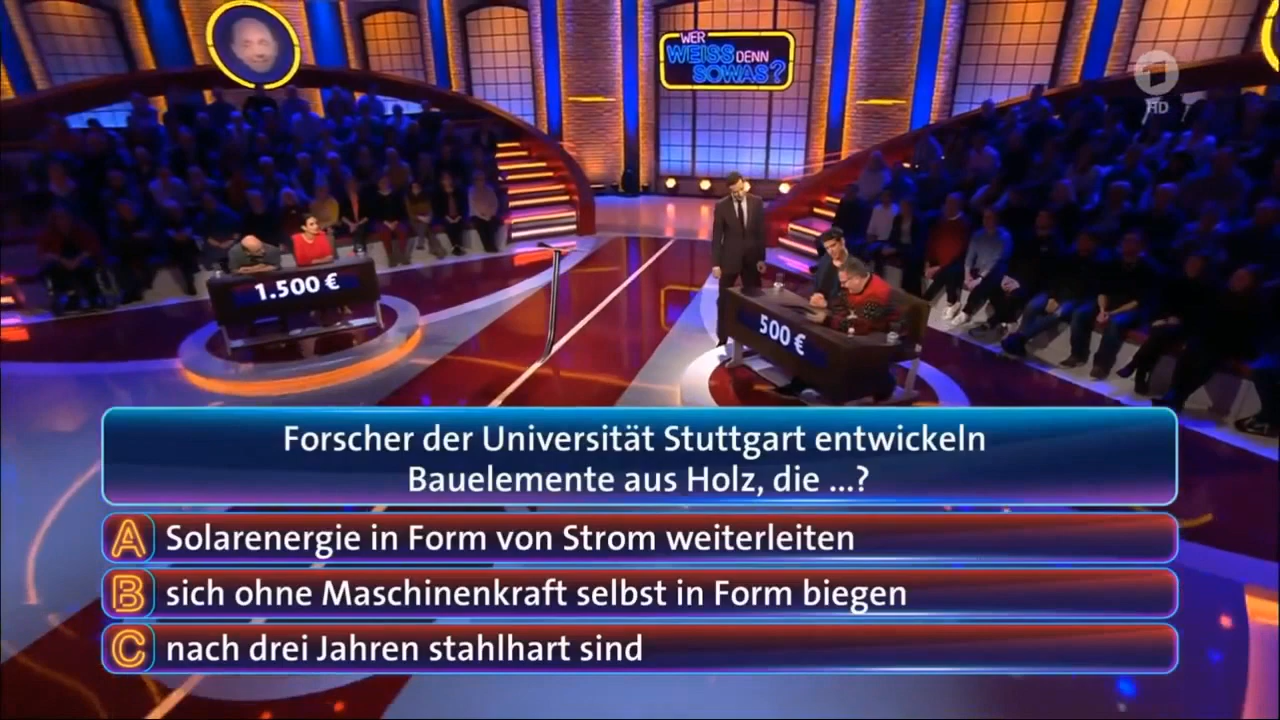 WER
WEISS DENN
SOWAS?
1
HD
1.500 €
500 €
Forscher der Universität Stuttgart entwickeln
Bauelemente aus Holz, die ...?
A Solarenergie in Form von Strom weiterleiten
B sich ohne Maschinenkraft selbst in Form biegen
C nach drei Jahren stahlhart sind